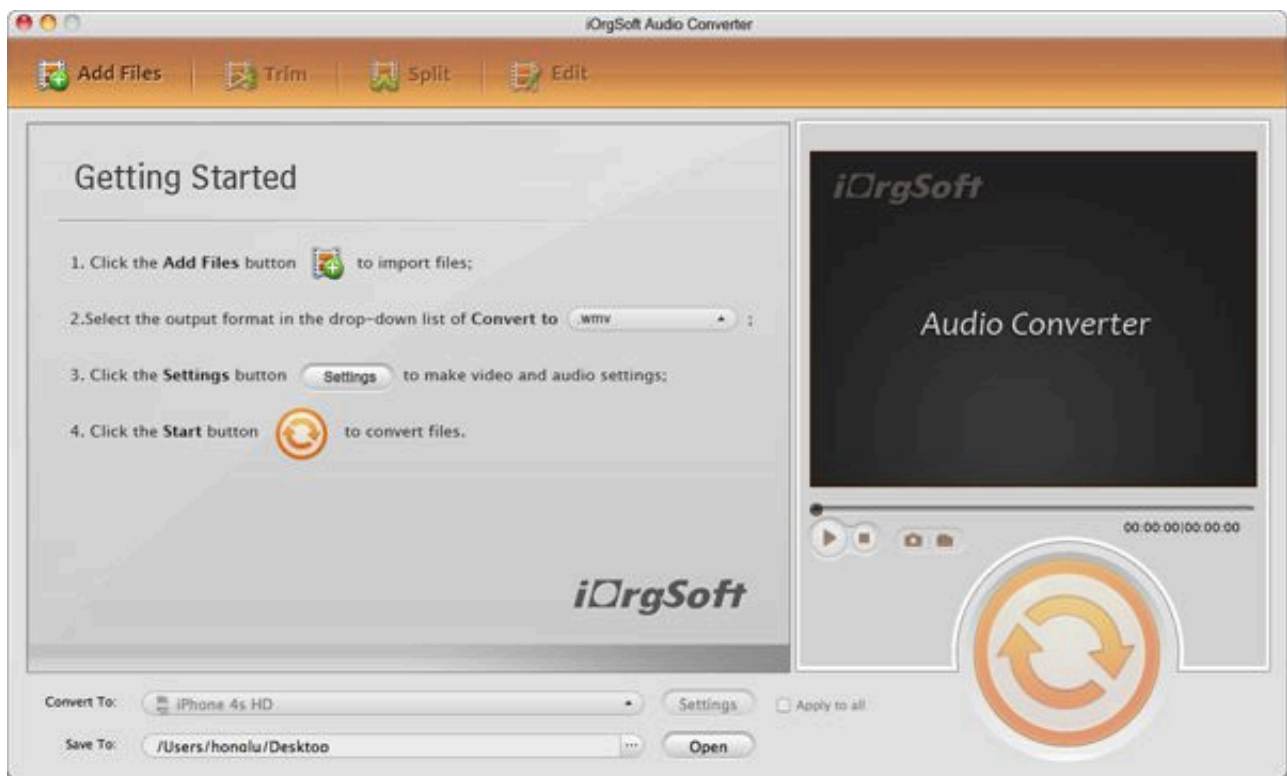 iOrgSoft Audio Converter
Add Files Trim Split Edit
Getting Started
1. Click the Add Files button to import files;
2.Select the output format in the drop-down list of Convert to .wmv ;
3. Click the Settings button Settings to make video and audio settings;
4. Click the Start button to convert files.
iOrgSoft
iOrgSoft
Audio Converter
00:00:00|00:00:00
Convert To: iPhone 4s HD Settings Apply to all
Save To: /Users/honglu/Desktop ... Open